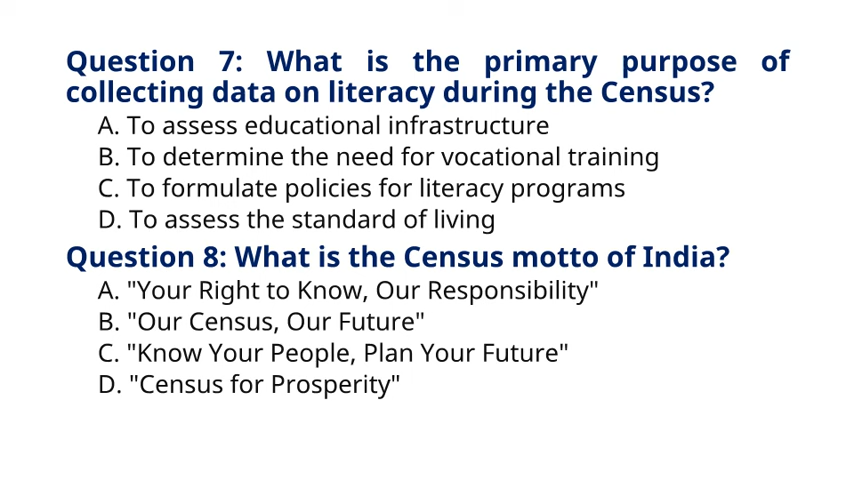 Question 7: What is the primary purpose of
collecting data on literacy during the Census?
A. To assess educational infrastructure
B. To determine the need for vocational training
C. To formulate policies for literacy programs
D. To assess the standard of living
Question 8: What is the Census motto of India?
A. "Your Right to Know, Our Responsibility"
B. "Our Census, Our Future"
C. "Know Your People, Plan Your Future"
D. "Census for Prosperity"